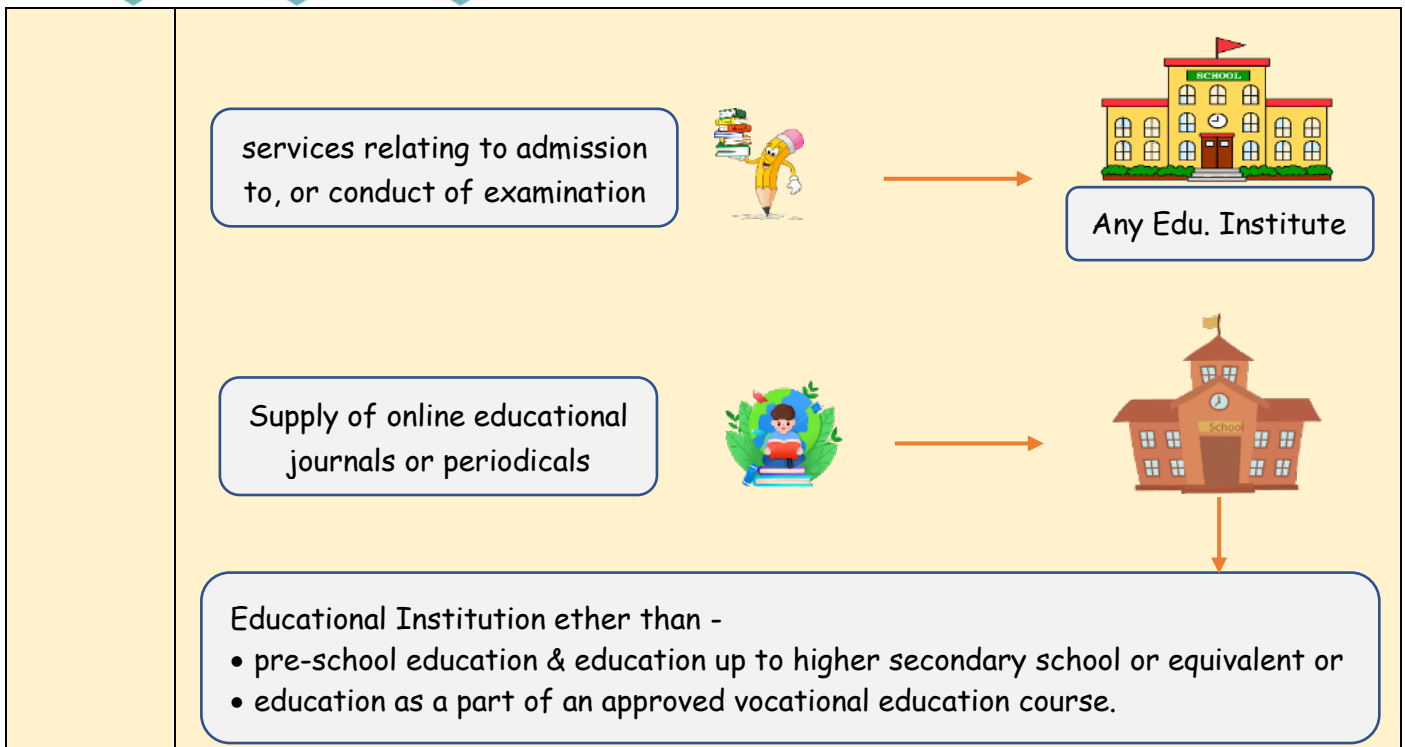 SCHOOL
services relating to admission
to, or conduct of examination
Any Edu. Institute
School
Supply of online educational
journals or periodicals
Educational Institution ether than -
• pre-school education & education up to higher secondary school or equivalent or
• education as a part of an approved vocational education course.